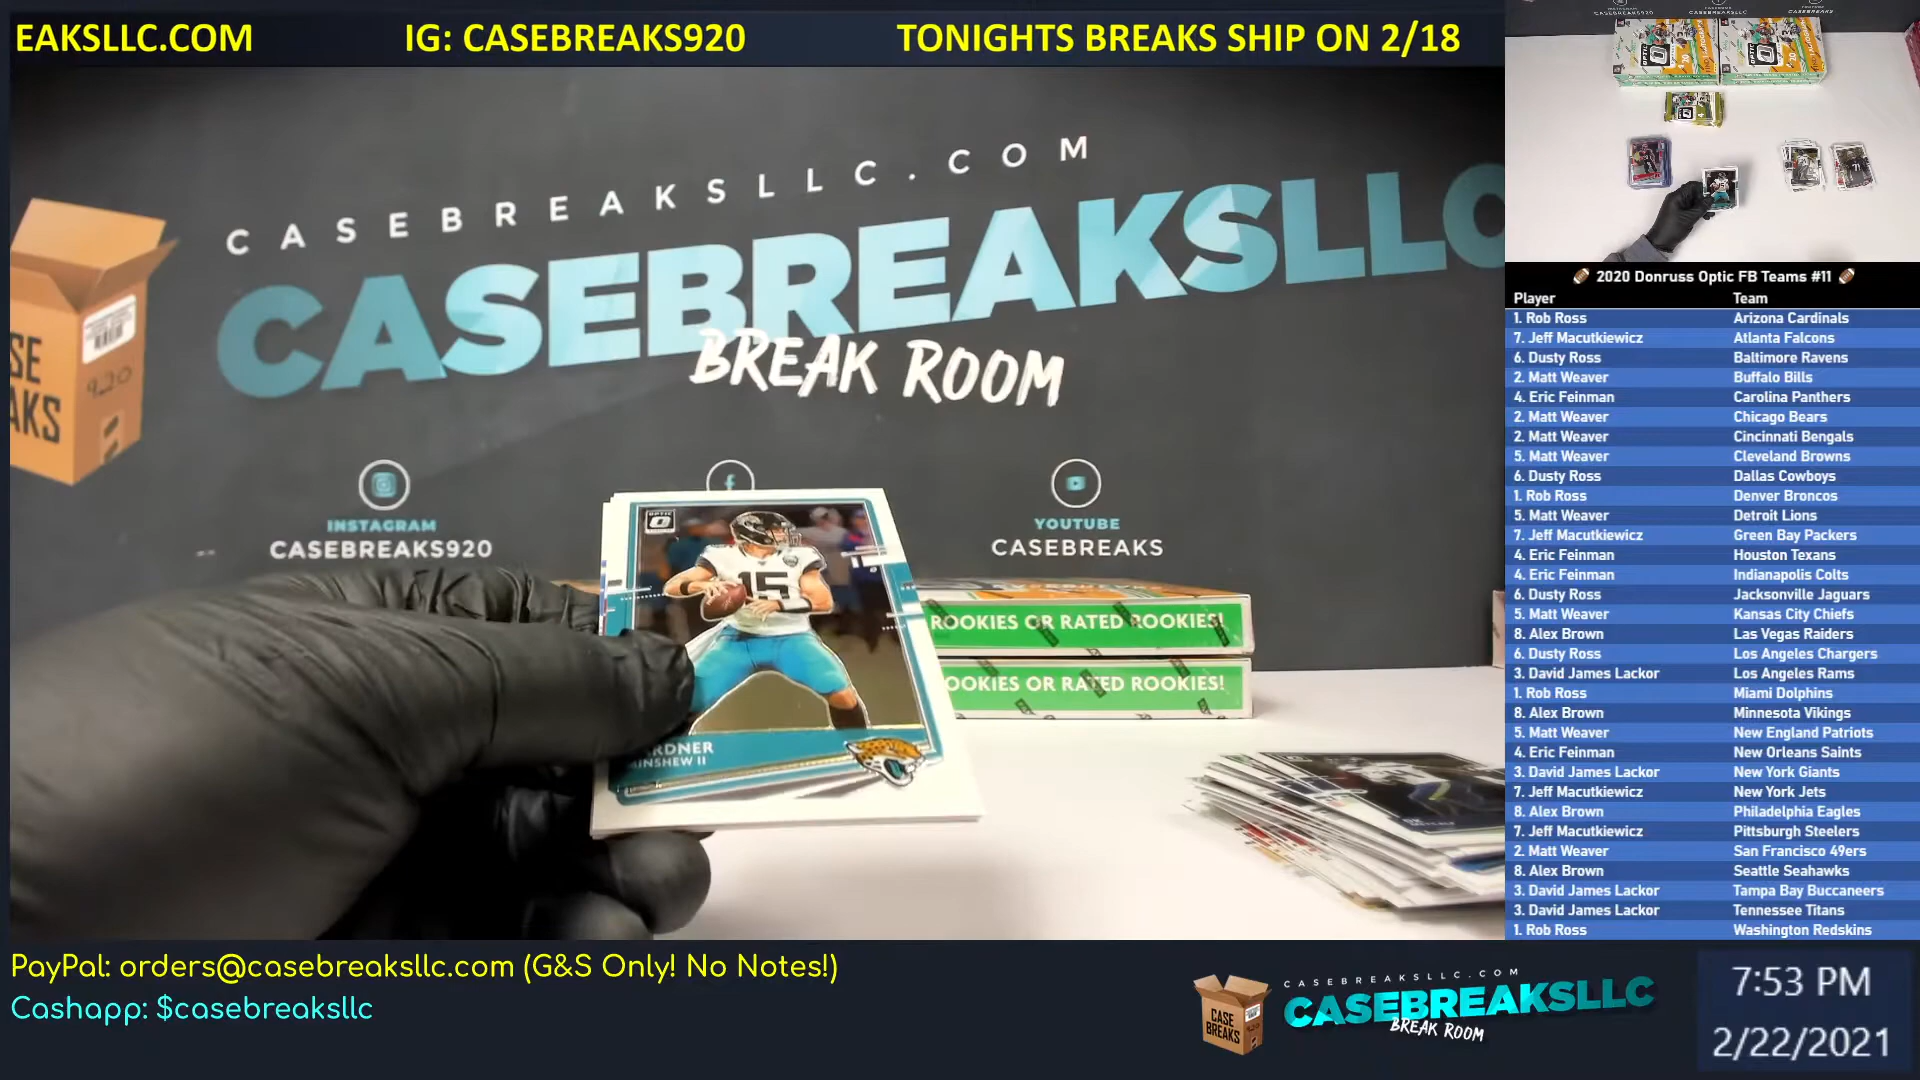 EAKSLLC.COM IG: CASEBREAKS920 TONIGHTS BREAKS SHIP ON 2/18
CASEBREAKSLLC.COM
CASEBREAKSLLC
BREAK ROOM
920
INSTAGRAM
CASEBREAKS920
YOUTUBE
CASEBREAKS
OPTIC
15
MINSHEW II
ROOKIES OR RATED ROOKIES!
OOKIES OR RATED ROOKIES!
🏈 2020 Donruss Optic FB Teams #11 🏈
Player Team
1. Rob Ross Arizona Cardinals
7. Jeff Macutkiewicz Atlanta Falcons
6. Dusty Ross Baltimore Ravens
2. Matt Weaver Buffalo Bills
4. Eric Feinman Carolina Panthers
2. Matt Weaver Chicago Bears
2. Matt Weaver Cincinnati Bengals
5. Matt Weaver Cleveland Browns
6. Dusty Ross Dallas Cowboys
1. Rob Ross Denver Broncos
5. Matt Weaver Detroit Lions
7. Jeff Macutkiewicz Green Bay Packers
4. Eric Feinman Houston Texans
4. Eric Feinman Indianapolis Colts
6. Dusty Ross Jacksonville Jaguars
5. Matt Weaver Kansas City Chiefs
8. Alex Brown Las Vegas Raiders
6. Dusty Ross Los Angeles Chargers
3. David James Lackor Los Angeles Rams
1. Rob Ross Miami Dolphins
8. Alex Brown Minnesota Vikings
5. Matt Weaver New England Patriots
4. Eric Feinman New Orleans Saints
3. David James Lackor New York Giants
7. Jeff Macutkiewicz New York Jets
8. Alex Brown Philadelphia Eagles
7. Jeff Macutkiewicz Pittsburgh Steelers
2. Matt Weaver San Francisco 49ers
8. Alex Brown Seattle Seahawks
3. David James Lackor Tampa Bay Buccaneers
3. David James Lackor Tennessee Titans
1. Rob Ross Washington Redskins
PayPal: orders@casebreaksllc.com (G&S Only! No Notes!)
Cashapp: $casebreaksllc
CASE
BREAKS
CASEBREAKSLLC.COM
CASEBREAKSLLC
BREAK ROOM
7:53 PM
2/22/2021